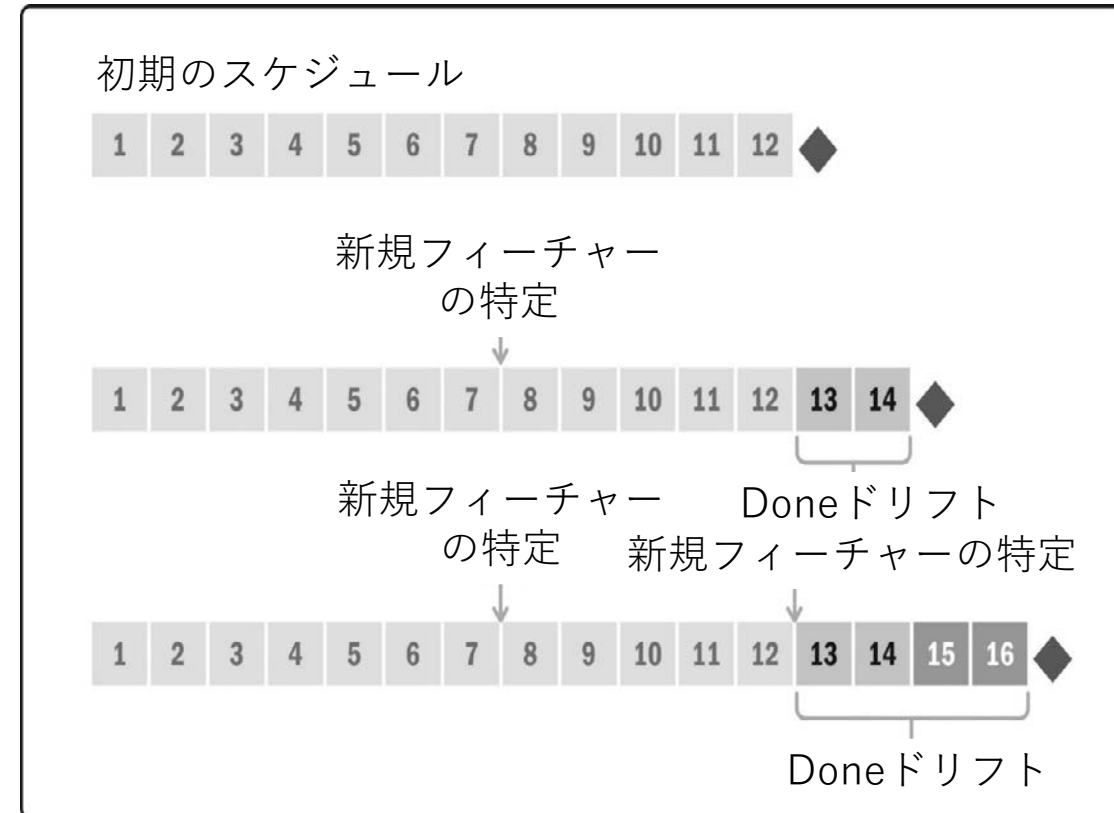 初期のスケジュール
1 2 3 4 5 6 7 8 9 10 11 12
新規フィーチャー
の特定
1 2 3 4 5 6 7 8 9 10 11 12 13 14
Doneドリフト
新規フィーチャー
の特定
新規フィーチャーの特定
1 2 3 4 5 6 7 8 9 10 11 12 13 14 15 16
Doneドリフト